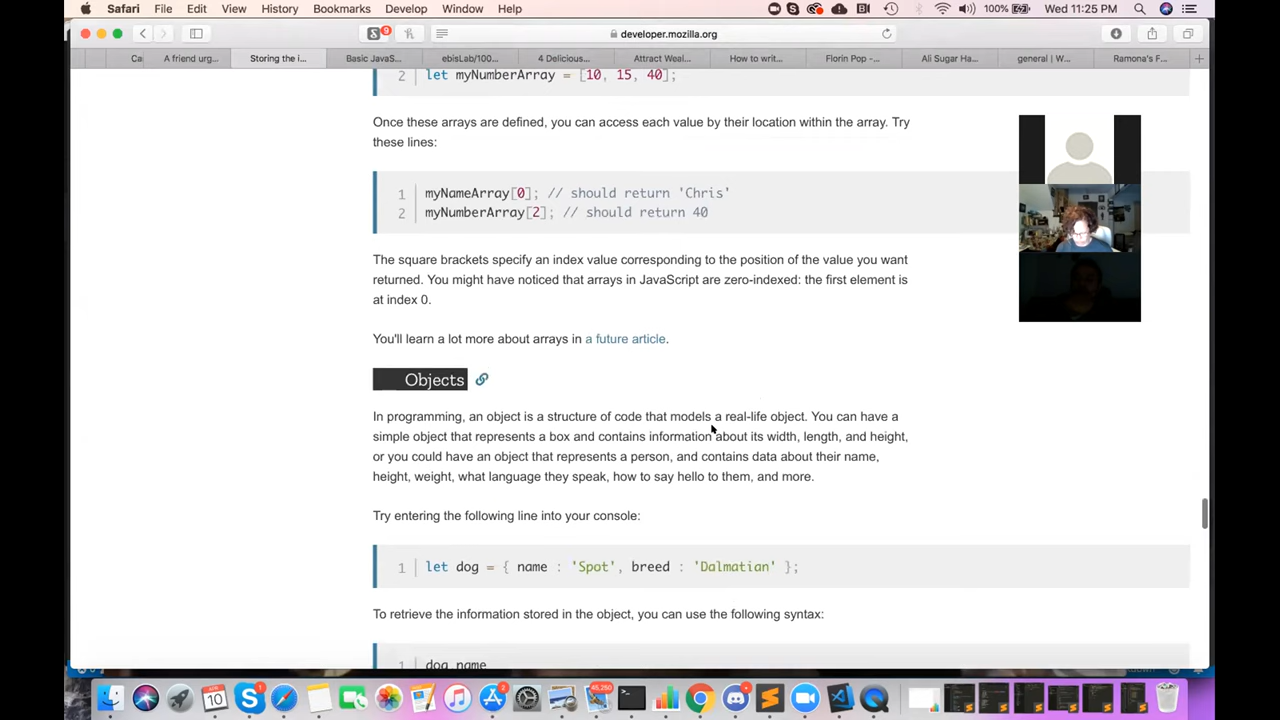 Safari File Edit View History Bookmarks Develop Window Help 100% Wed 11:25 PM
developer.mozilla.org
Ca A friend urg... Storing the i... Basic JavaS... ebisLab/100... 4 Delicious... Attract Weal... How to writ... Florin Pop -... Ali Sugar Ha... general | W... Ramona's F...
2 let myNumberArray = [10, 15, 40];
Once these arrays are defined, you can access each value by their location within the array. Try
these lines:
1 myNameArray[0]; // should return 'Chris'
2 myNumberArray[2]; // should return 40
The square brackets specify an index value corresponding to the position of the value you want
returned. You might have noticed that arrays in JavaScript are zero-indexed: the first element is
at index 0.
You'll learn a lot more about arrays in a future article.
Objects
In programming, an object is a structure of code that models a real-life object. You can have a
simple object that represents a box and contains information about its width, length, and height,
or you could have an object that represents a person, and contains data about their name,
height, weight, what language they speak, how to say hello to them, and more.
Try entering the following line into your console:
1 let dog = { name : 'Spot', breed : 'Dalmatian' };
To retrieve the information stored in the object, you can use the following syntax:
1 dog name